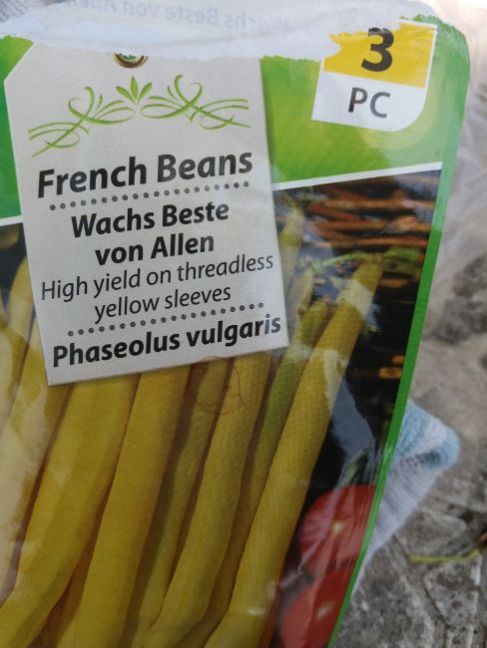 3
PC
French Beans
Wachs Beste
von Allen
High yield on threadless
yellow sleeves
Phaseolus vulgaris